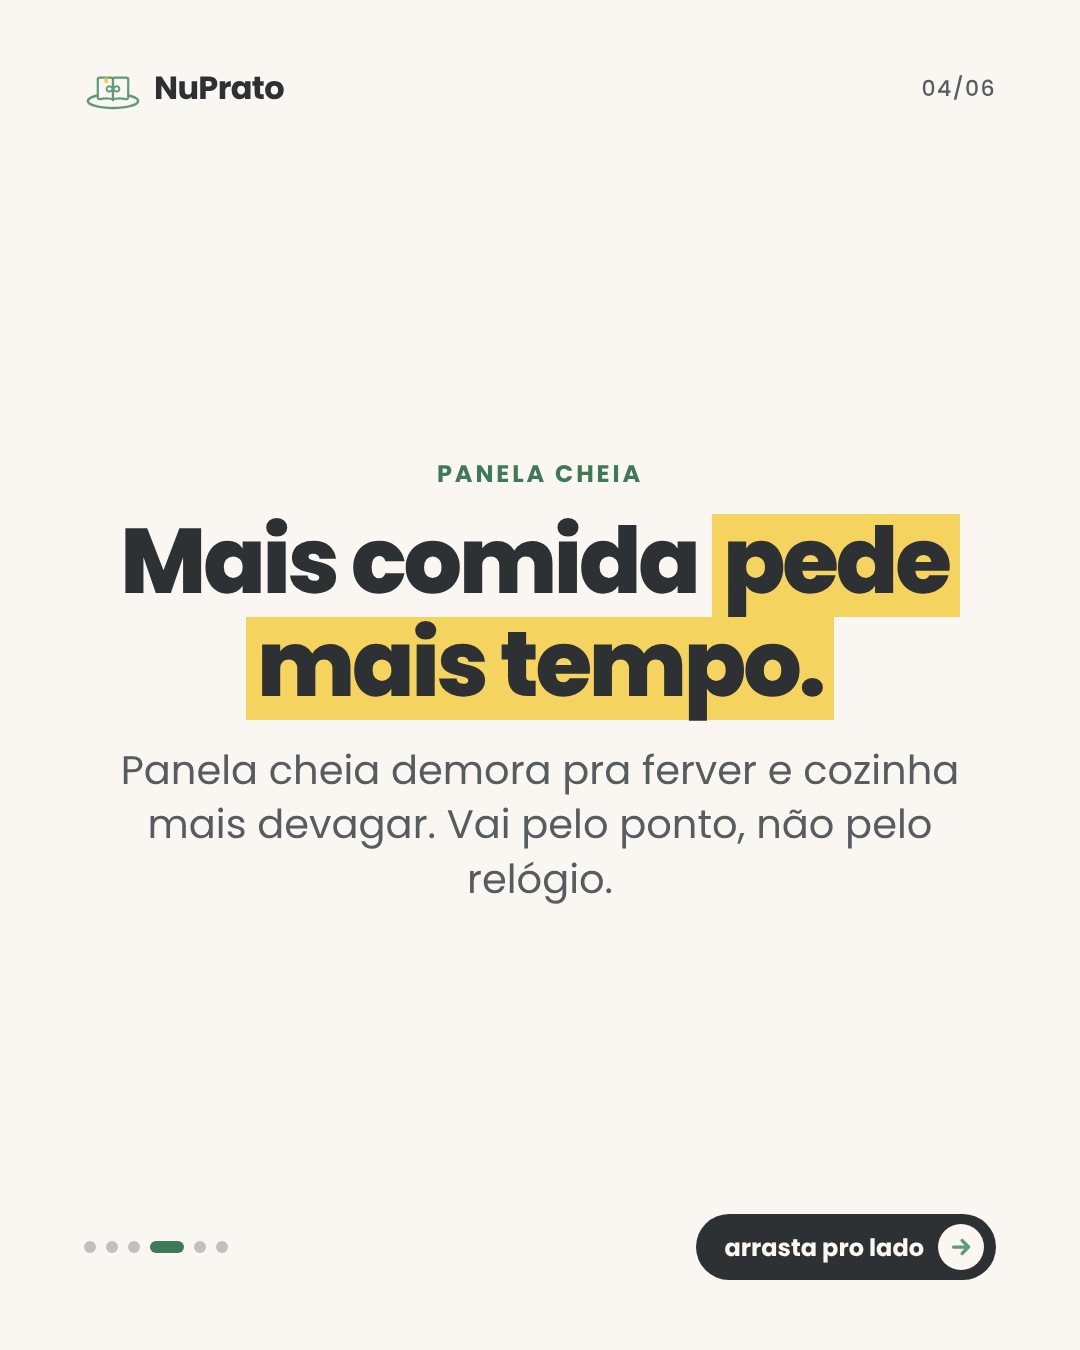 NuPrato
04/06
PANELA CHEIA
Mais comida pede
mais tempo.
Panela cheia demora pra ferver e cozinha
mais devagar. Vai pelo ponto, não pelo
relógio.
arrasta pro lado